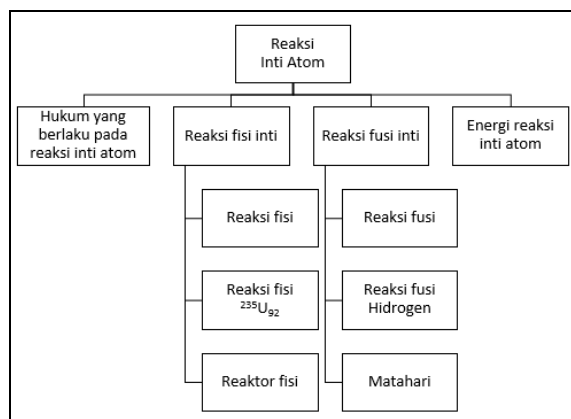 Reaksi
Inti Atom
Hukum yang
berlaku pada
reaksi inti atom
Reaksi fisi inti
Reaksi fusi inti
Energi reaksi
inti atom
Reaksi fisi
Reaksi fusi
Reaksi fisi
²³⁵U₉₂
Reaksi fusi
Hidrogen
Reaktor fisi
Matahari